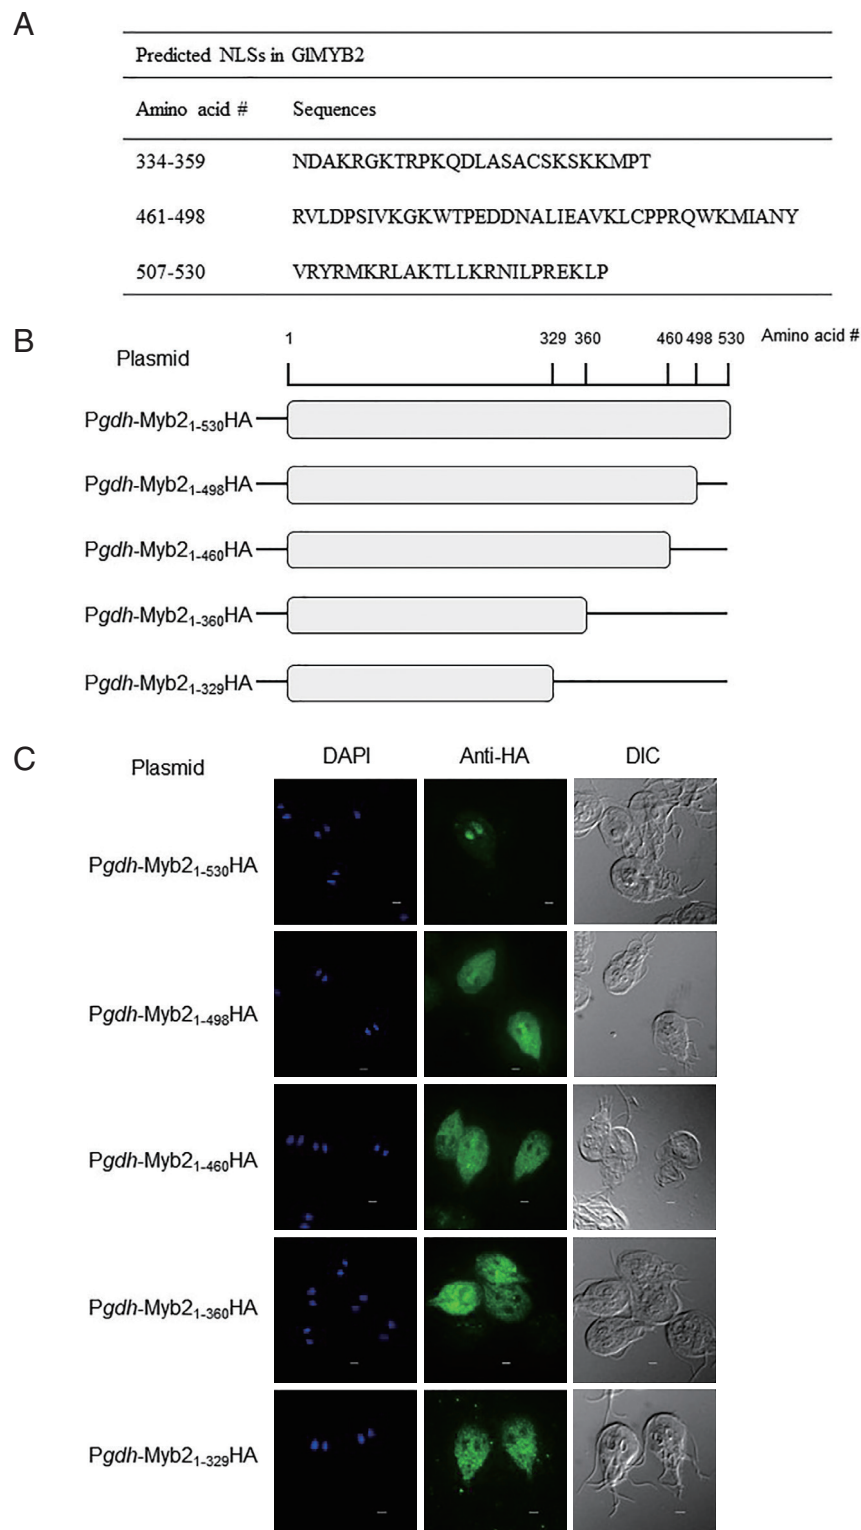 A
Predicted NLSs in GlMYB2
Amino acid # Sequences
334-359 NDAKRGKTRPKQDLASACSKSKKMPT
461-498 RVLDPSIVKGKWTPEDDNALIEAVKLCPPRQWKMIANY
507-530 VRYRMKRLAKTLLKRNILPREKLP
B
Plasmid 1 329 360 460 498 530 Amino acid #
Pgdh-Myb21-530HA
Pgdh-Myb21-498HA
Pgdh-Myb21-460HA
Pgdh-Myb21-360HA
Pgdh-Myb21-329HA
C
Plasmid DAPI Anti-HA DIC
Pgdh-Myb21-530HA
Pgdh-Myb21-498HA
Pgdh-Myb21-460HA
Pgdh-Myb21-360HA
Pgdh-Myb21-329HA